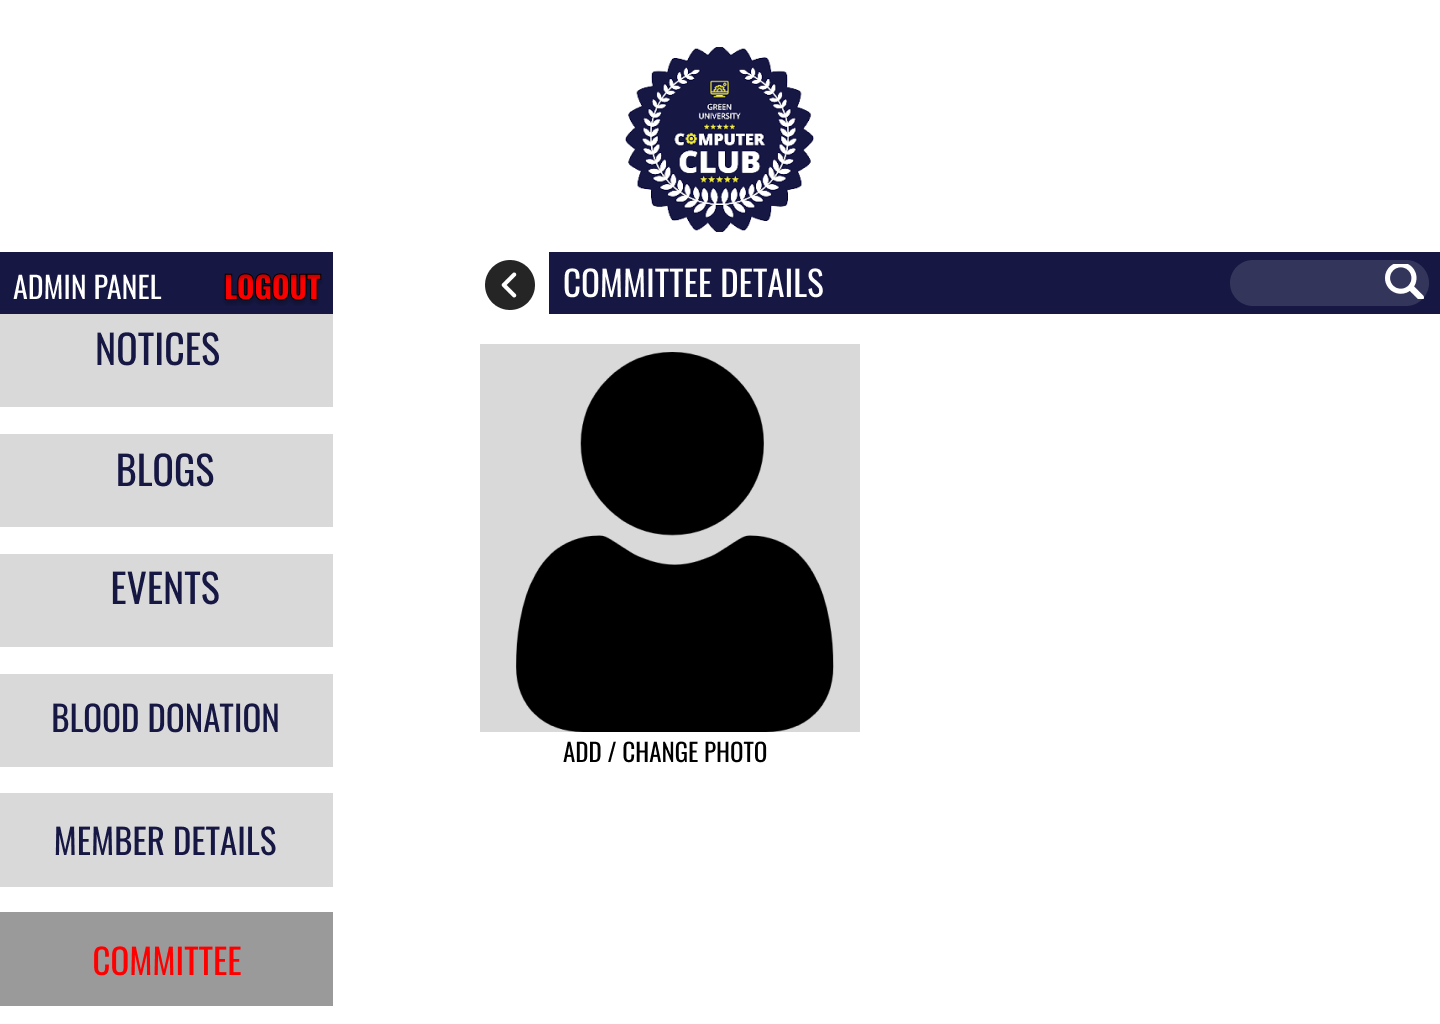 GREEN
UNIVERSITY
COMPUTER
CLUB
ADMIN PANEL LOGOUT
COMMITTEE DETAILS
NOTICES
BLOGS
EVENTS
BLOOD DONATION
ADD / CHANGE PHOTO
MEMBER DETAILS
COMMITTEE